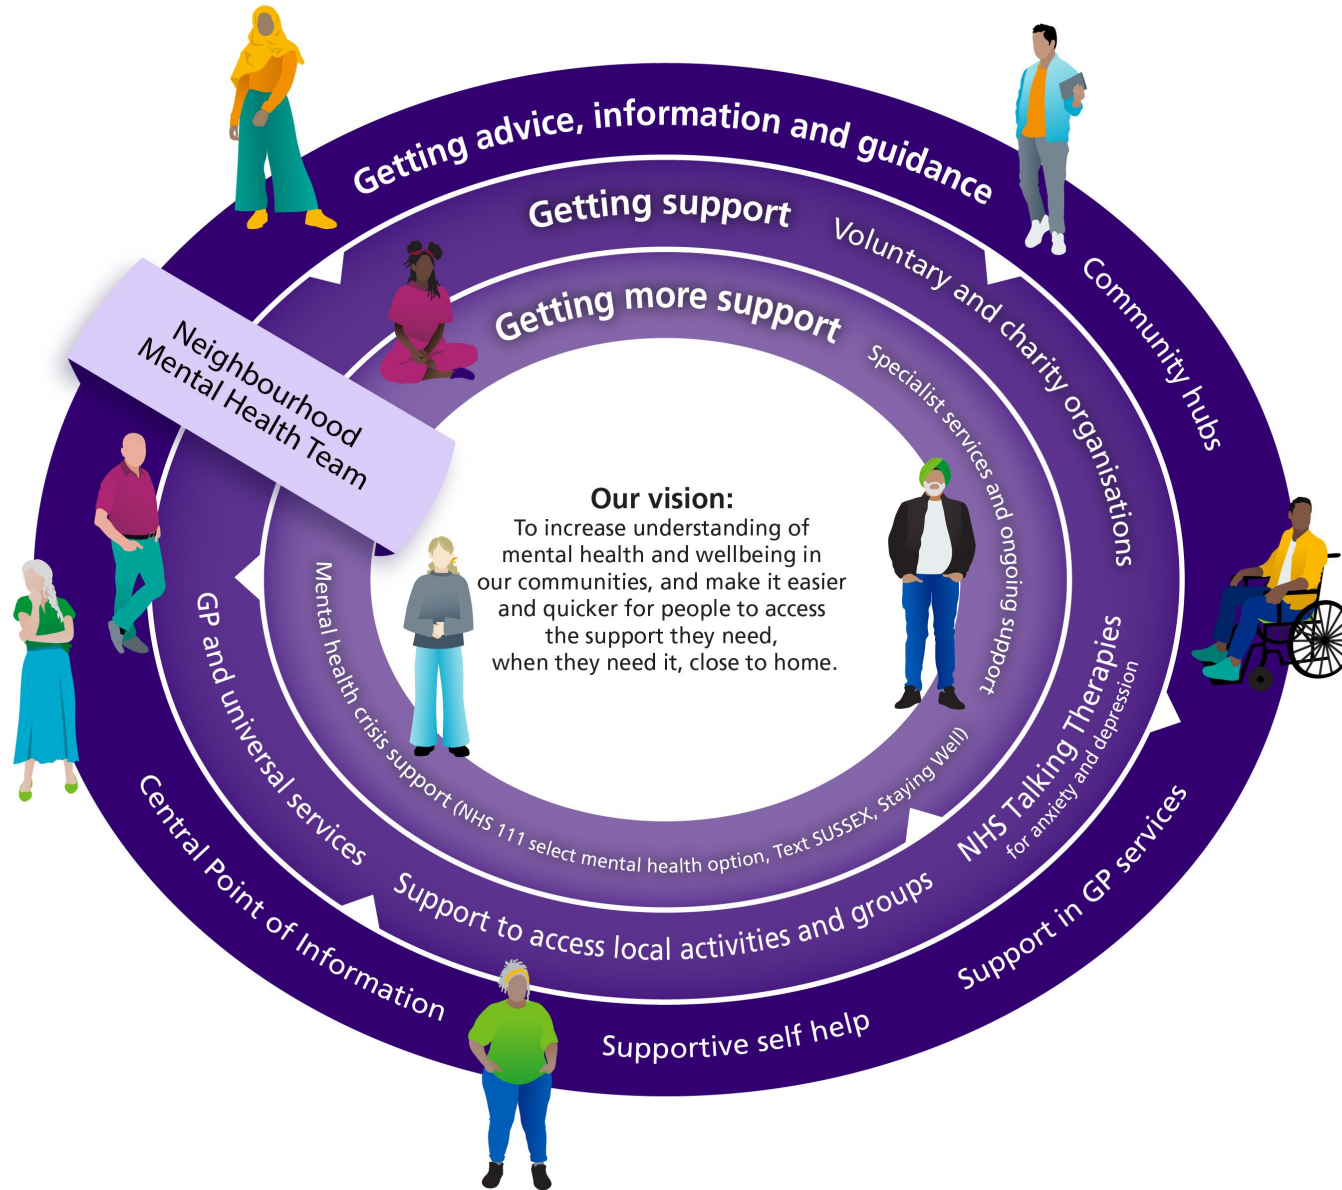 Getting advice, information and guidance
Community hubs
Support in GP services
Supportive self help
Central Point of Information
Getting support
Voluntary and charity organisations
NHS Talking Therapies
for anxiety and depression
Support to access local activities and groups
GP and universal services
Getting more support
Specialist services and ongoing support
Mental health crisis support (NHS 111 select mental health option, Text SUSSEX, Staying Well)
Neighbourhood
Mental Health Team
Our vision:
To increase understanding of
mental health and wellbeing in
our communities, and make it easier
and quicker for people to access
the support they need,
when they need it, close to home.